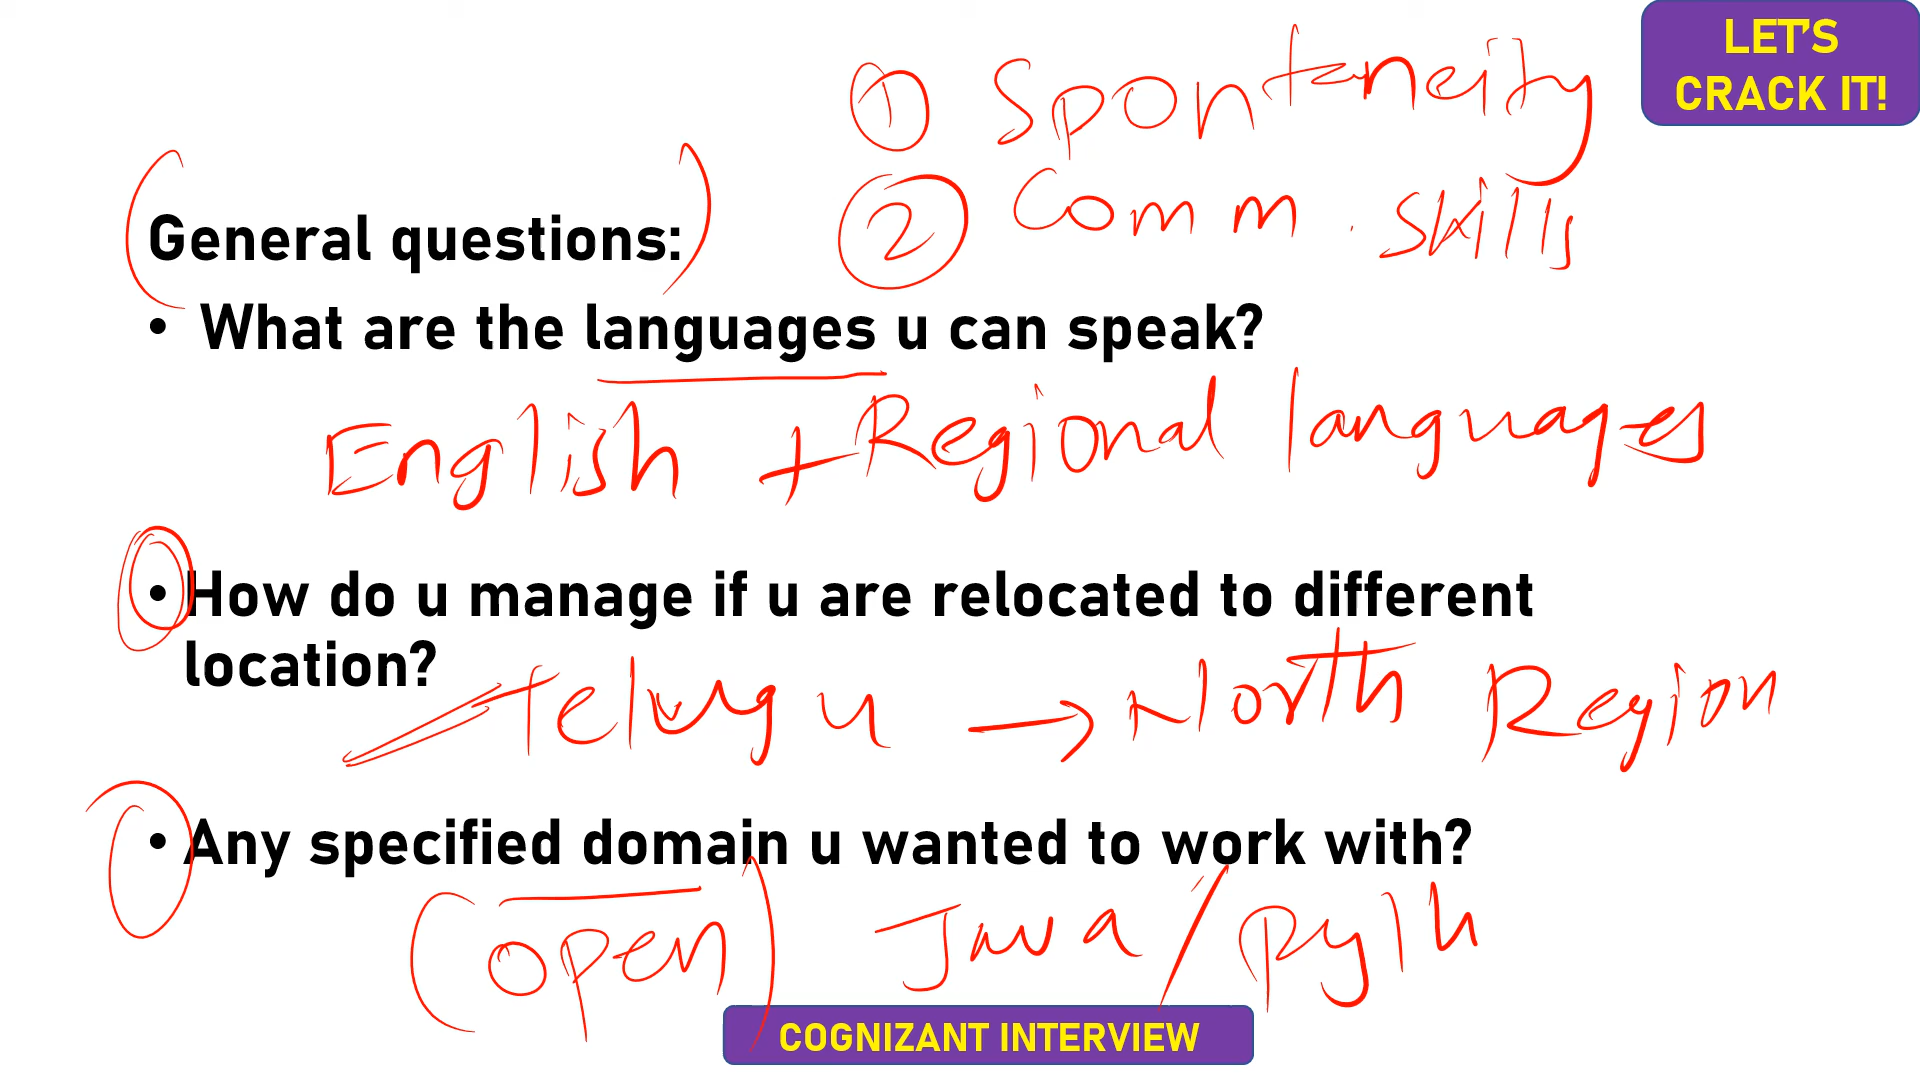 LET'S
CRACK IT!
① Spontaneity
② Comm. skills
General questions:
• What are the languages u can speak?
English + Regional languages
• How do u manage if u are relocated to different
location?
Telugu → North Region
• Any specified domain u wanted to work with?
(open) Java / Pyth
COGNIZANT INTERVIEW